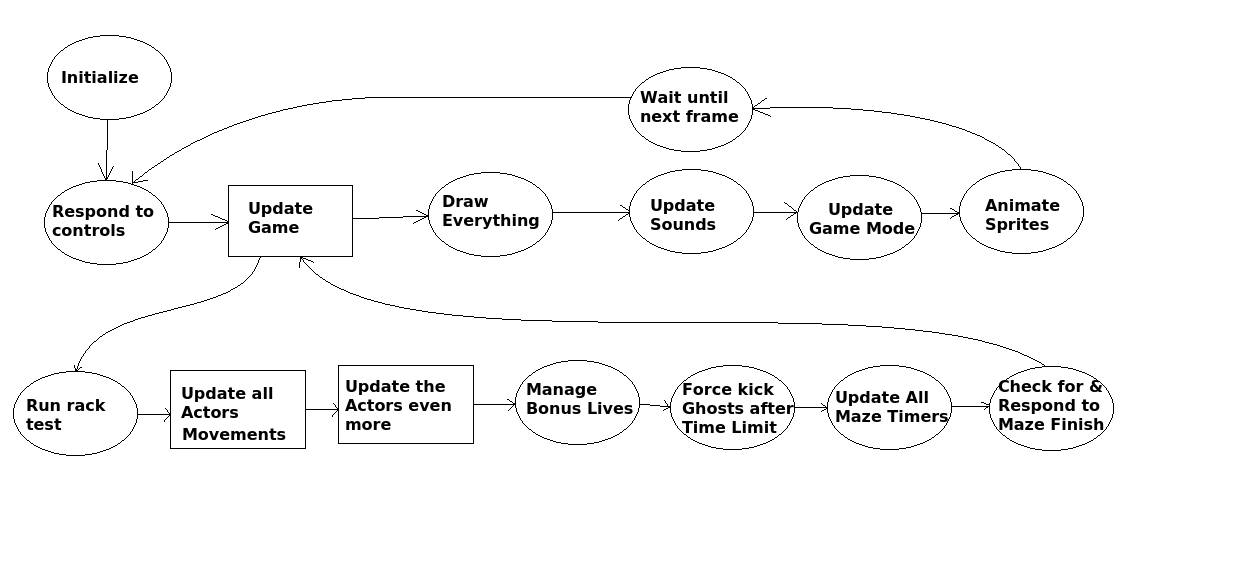 Initialize
Wait until
next frame
Respond to
controls
Update
Game
Draw
Everything
Update
Sounds
Update
Game Mode
Animate
Sprites
Run rack
test
Update all
Actors
Movements
Update the
Actors even
more
Manage
Bonus Lives
Force kick
Ghosts after
Time Limit
Update All
Maze Timers
Check for &
Respond to
Maze Finish